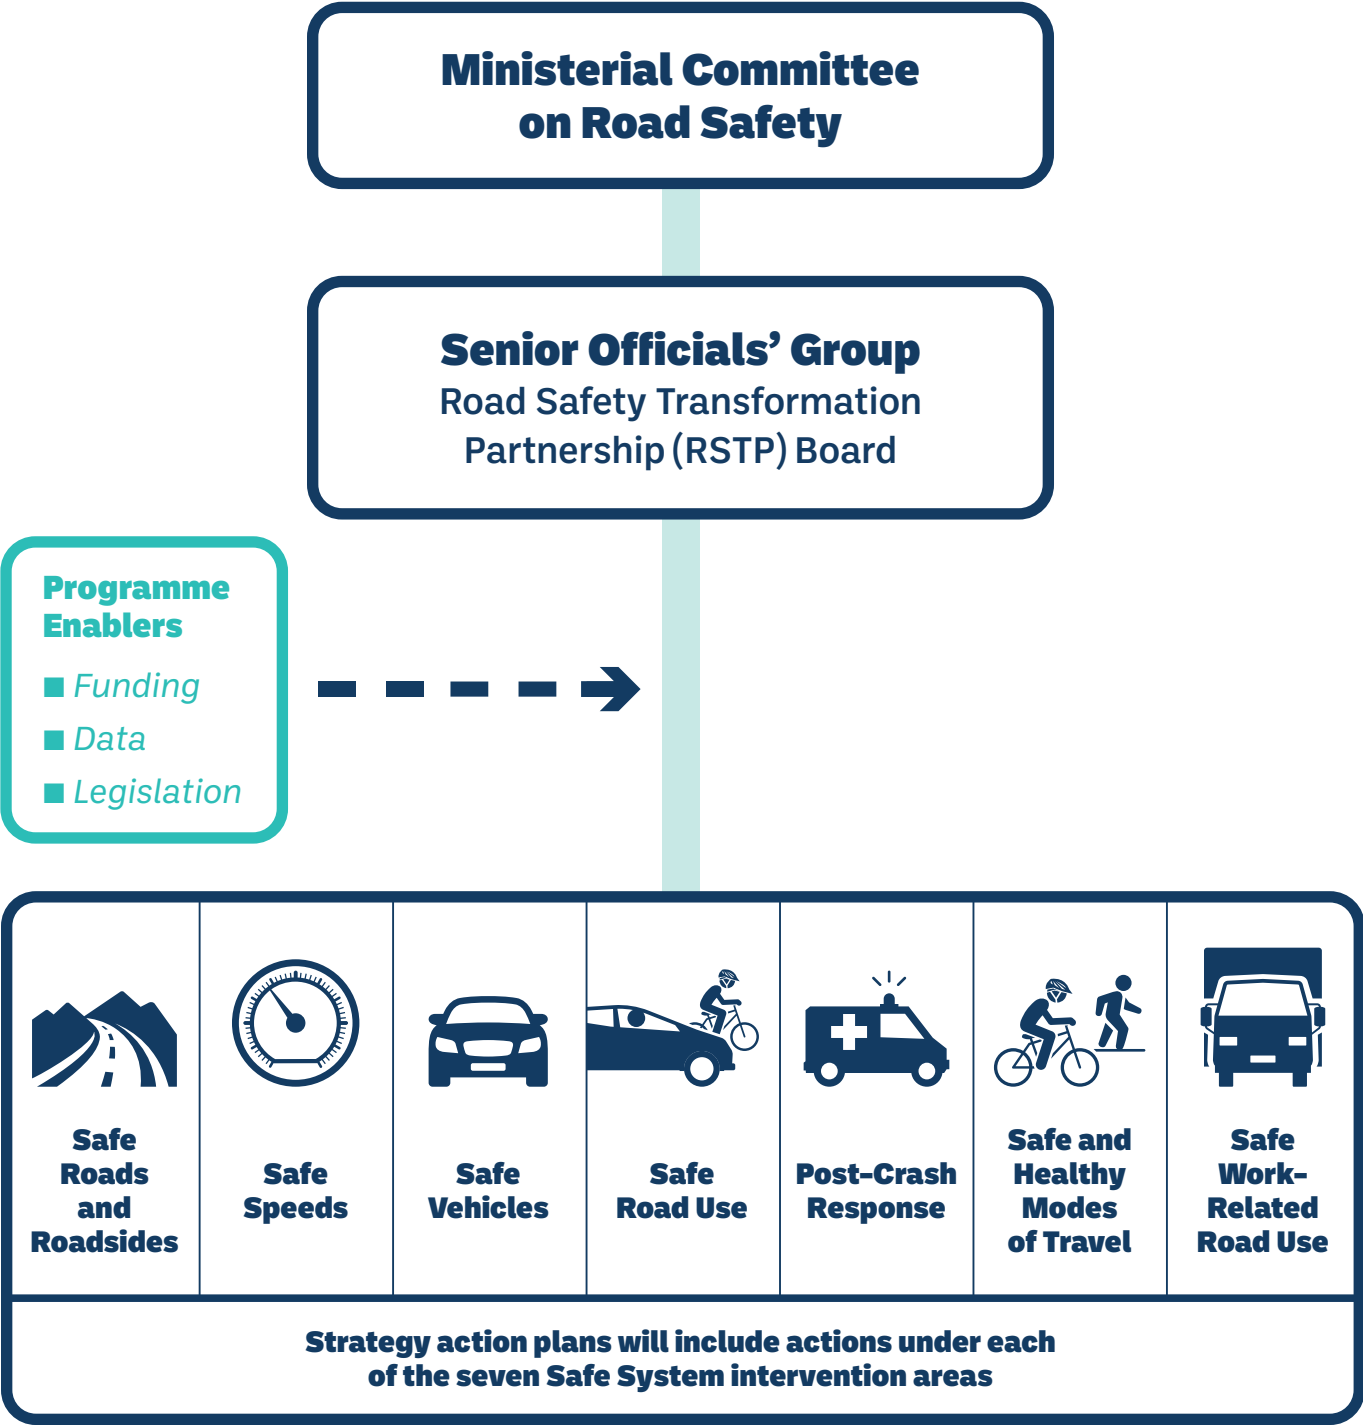 Ministerial Committee
on Road Safety
Senior Officials’ Group
Road Safety Transformation
Partnership (RSTP) Board
Programme
Enablers
Funding
Data
Legislation
Safe
Roads
and
Roadsides
Safe
Speeds
Safe
Vehicles
Safe
Road Use
Post-Crash
Response
Safe and
Healthy
Modes
of Travel
Safe
Work-
Related
Road Use
Strategy action plans will include actions under each
of the seven Safe System intervention areas